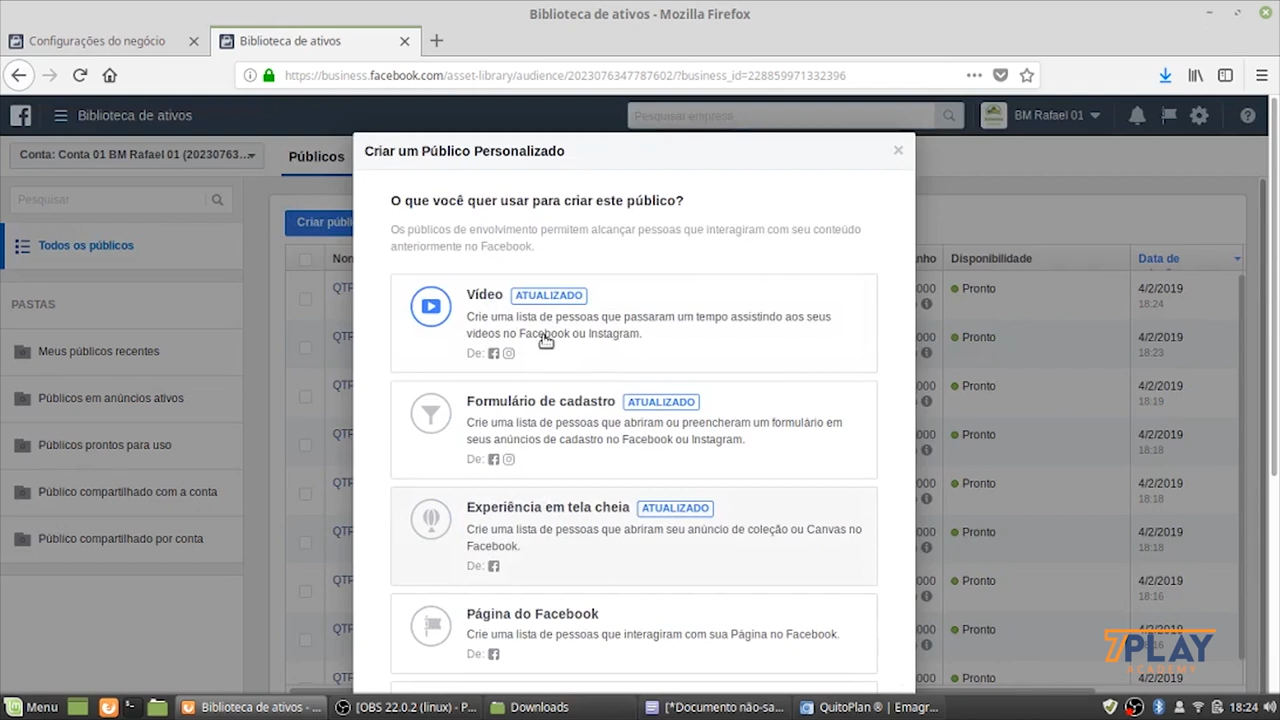 Biblioteca de ativos - Mozilla Firefox
Configurações do negócio
Biblioteca de ativos
https://business.facebook.com/asset-library/audience/2023076347787602/?business_id=228859971332396
Biblioteca de ativos
Pesquisar empresa
BM Rafael 01
Conta: Conta 01 BM Rafael 01 (20230763...
Públicos
Pesquisar
Todos os públicos
PASTAS
Meus públicos recentes
Públicos em anúncios ativos
Públicos prontos para uso
Público compartilhado com a conta
Público compartilhado por conta
Criar um Público Personalizado
O que você quer usar para criar este público?
Os públicos de envolvimento permitem alcançar pessoas que interagiram com seu conteúdo
anteriormente no Facebook.
Vídeo ATUALIZADO
Crie uma lista de pessoas que passaram um tempo assistindo aos seus
vídeos no Facebook ou Instagram.
De:
Formulário de cadastro ATUALIZADO
Crie uma lista de pessoas que abriram ou preencheram um formulário em
seus anúncios de cadastro no Facebook ou Instagram.
De:
Experiência em tela cheia ATUALIZADO
Crie uma lista de pessoas que abriram seu anúncio de coleção ou Canvas no
Facebook.
De:
Página do Facebook
Crie uma lista de pessoas que interagiram com sua Página no Facebook.
De:
Criar públi
Nor
nho
Disponibilidade
Data de
QTF
000
Pronto
4/2/2019
18:24
QTF
000
Pronto
4/2/2019
18:23
QTF
000
Pronto
4/2/2019
18:19
QTF
000
Pronto
4/2/2019
18:18
QTF
000
Pronto
4/2/2019
18:18
QTF
000
Pronto
4/2/2019
18:18
QTF
000
Pronto
4/2/2019
18:16
QTF
000
Pronto
4/2/2019
QTF
000
Pronto
4/2/2019
7PLAY
ACADEMY
Menu
Biblioteca de ativos - ...
[OBS 22.0.2 (linux) - P...
Downloads
[*Documento não-sa...
QuitoPlan ® | Emagr...
18:24